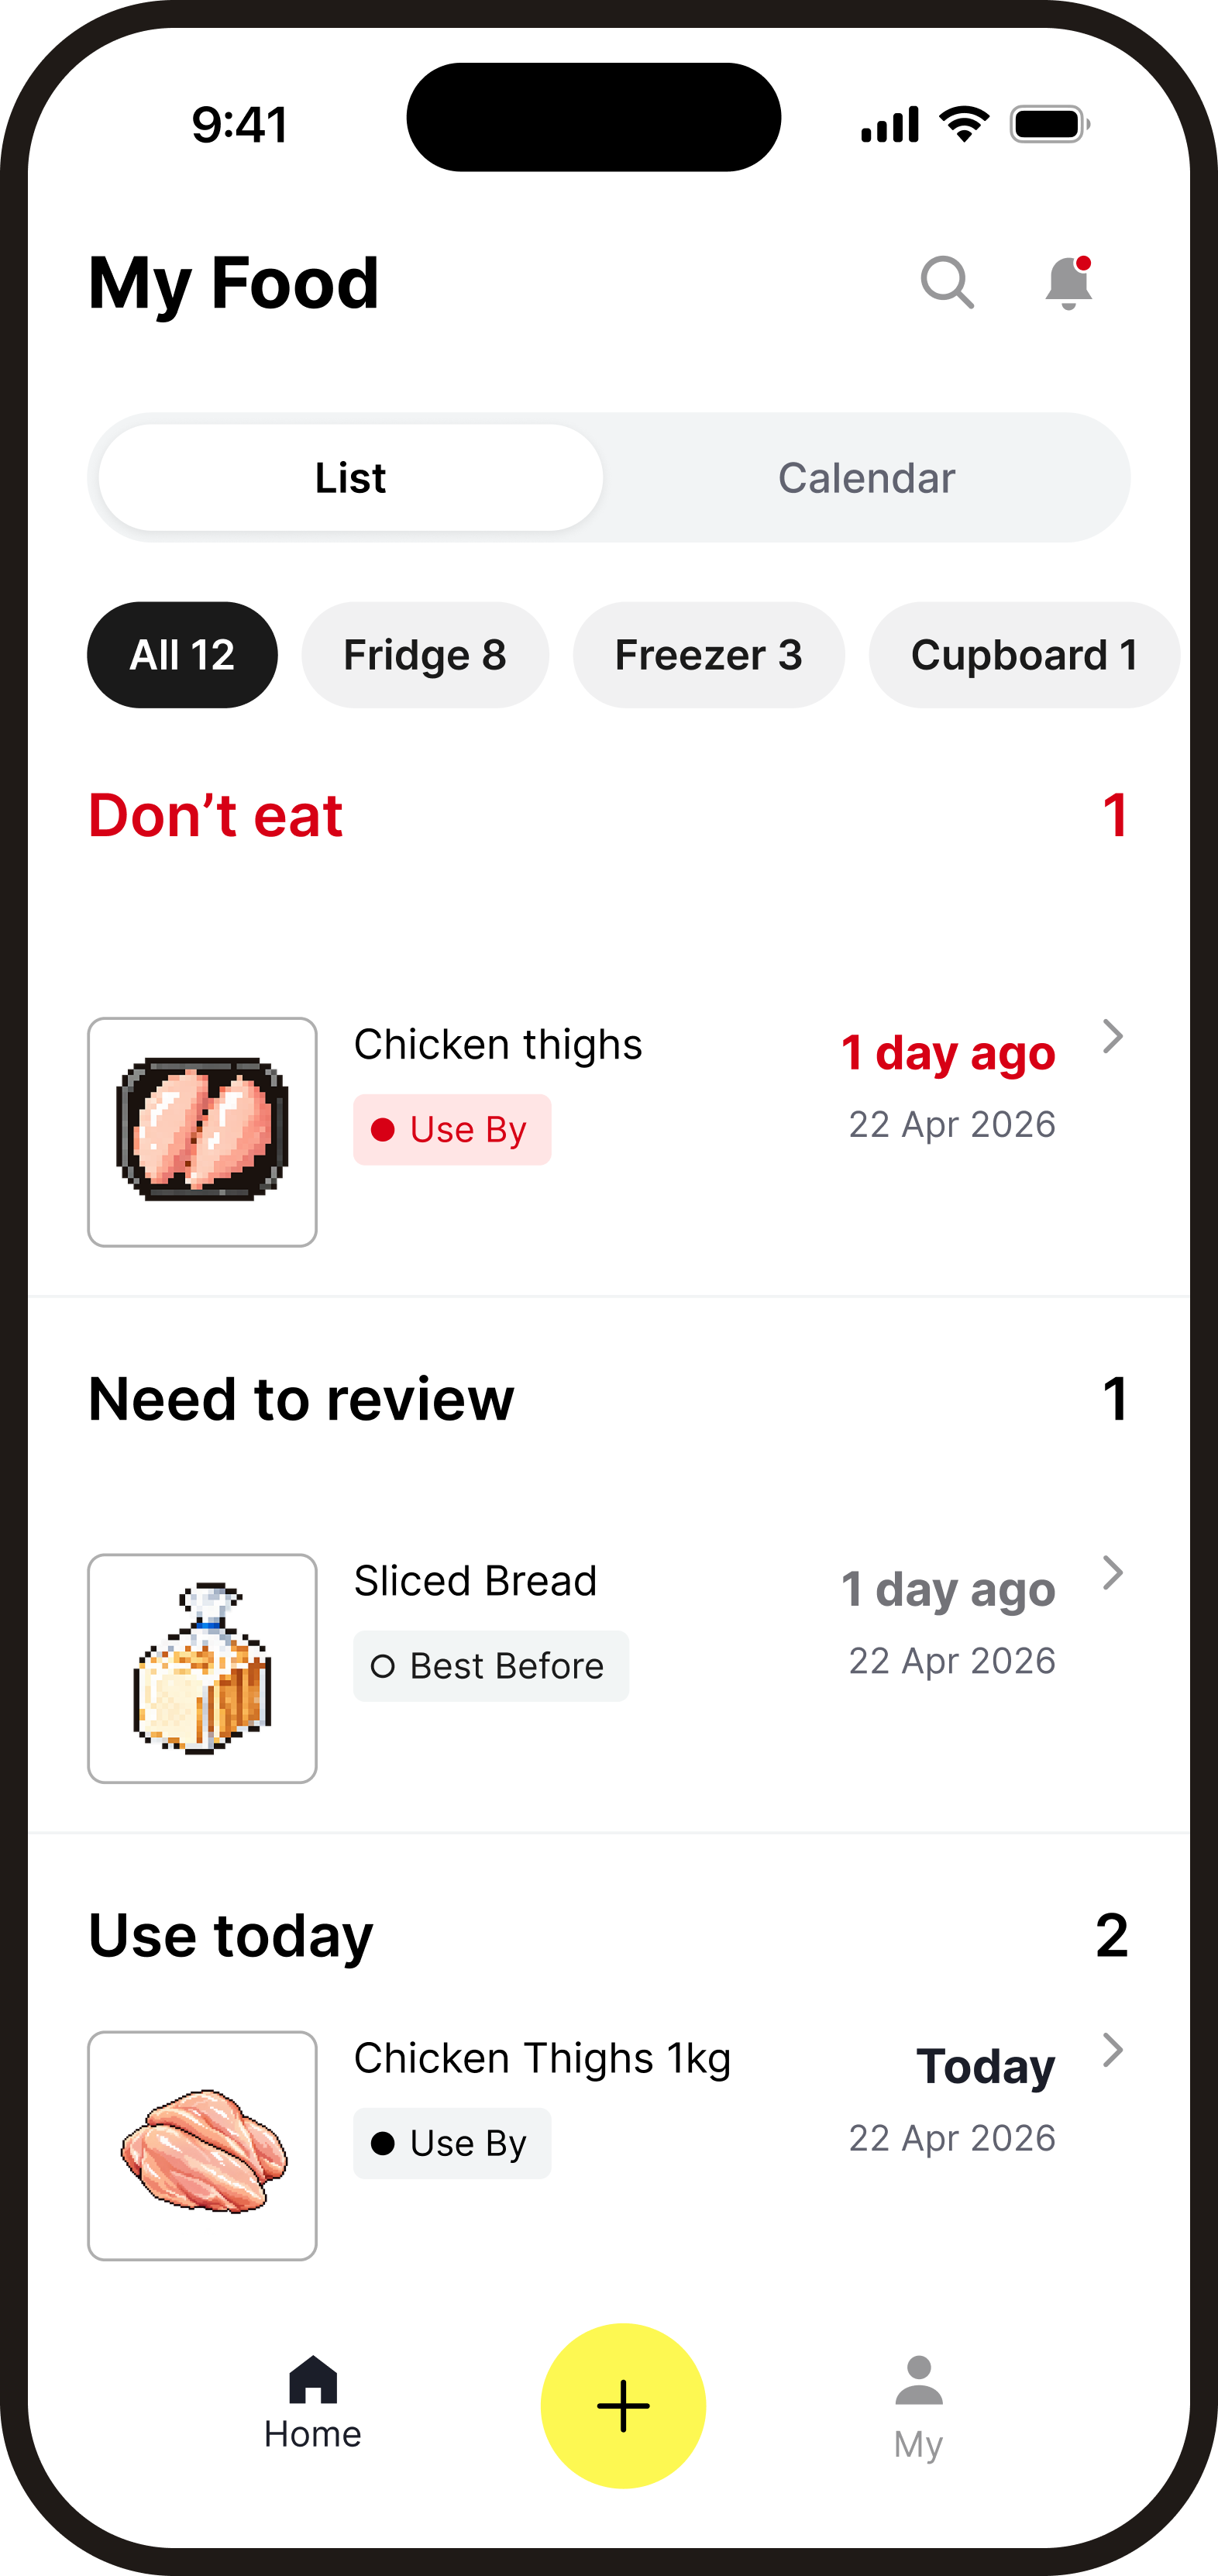 9:41
My Food
List Calendar
All 12 Fridge 8 Freezer 3 Cupboard 1
Don’t eat 1
Chicken thighs 1 day ago
Use By 22 Apr 2026
Need to review 1
Sliced Bread 1 day ago
Best Before 22 Apr 2026
Use today 2
Chicken Thighs 1kg Today
Use By 22 Apr 2026
Home My